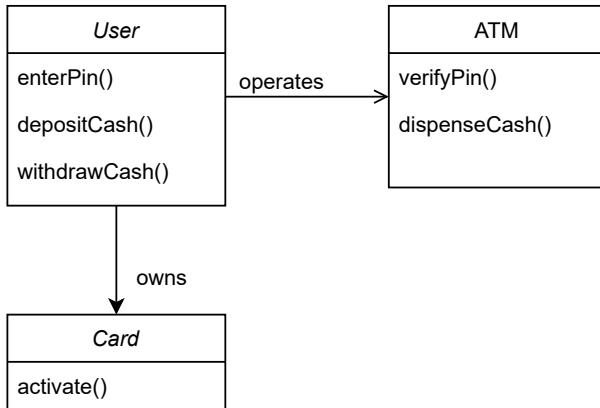 User
enterPin()
depositCash()
withdrawCash()
operates
ATM
verifyPin()
dispenseCash()
owns
Card
activate()